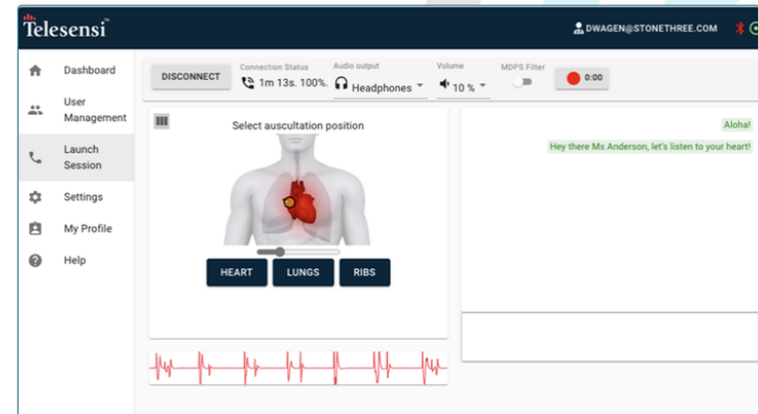 Telesensi
DWAGEN@STONETHREE.COM
Dashboard
User
Management
Launch
Session
Settings
My Profile
Help
DISCONNECT
Connection Status
1m 13s. 100%.
Audio output
Headphones
Volume
10 %
MDPS Filter
0:00
Select auscultation position
HEART
LUNGS
RIBS
Aloha!
Hey there Ms Anderson, let's listen to your heart!